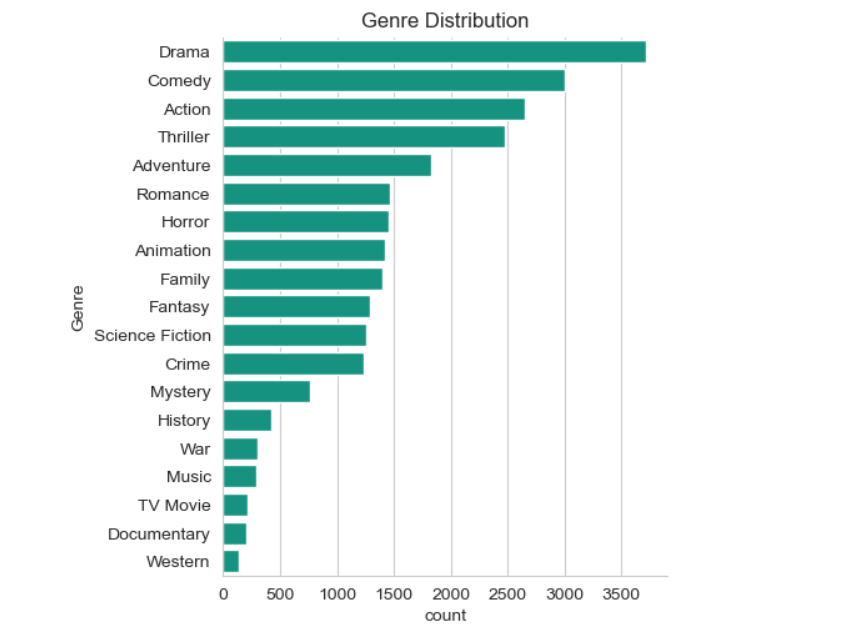 Genre Distribution
Drama
Comedy
Action
Thriller
Adventure
Romance
Horror
Animation
Family
Fantasy
Science Fiction
Crime
Mystery
History
War
Music
TV Movie
Documentary
Western
Genre
0 500 1000 1500 2000 2500 3000 3500
count